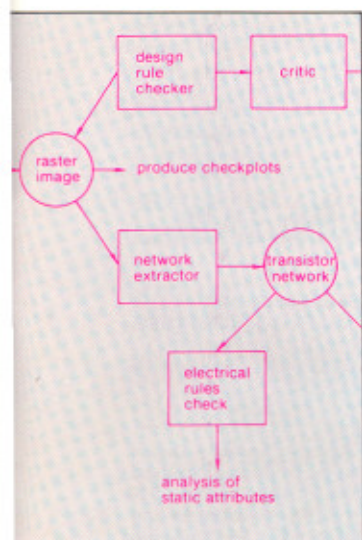 design
rule
checker
critic
raster
image
produce checkplots
network
extractor
transistor
network
electrical
rules
check
analysis of
static attributes